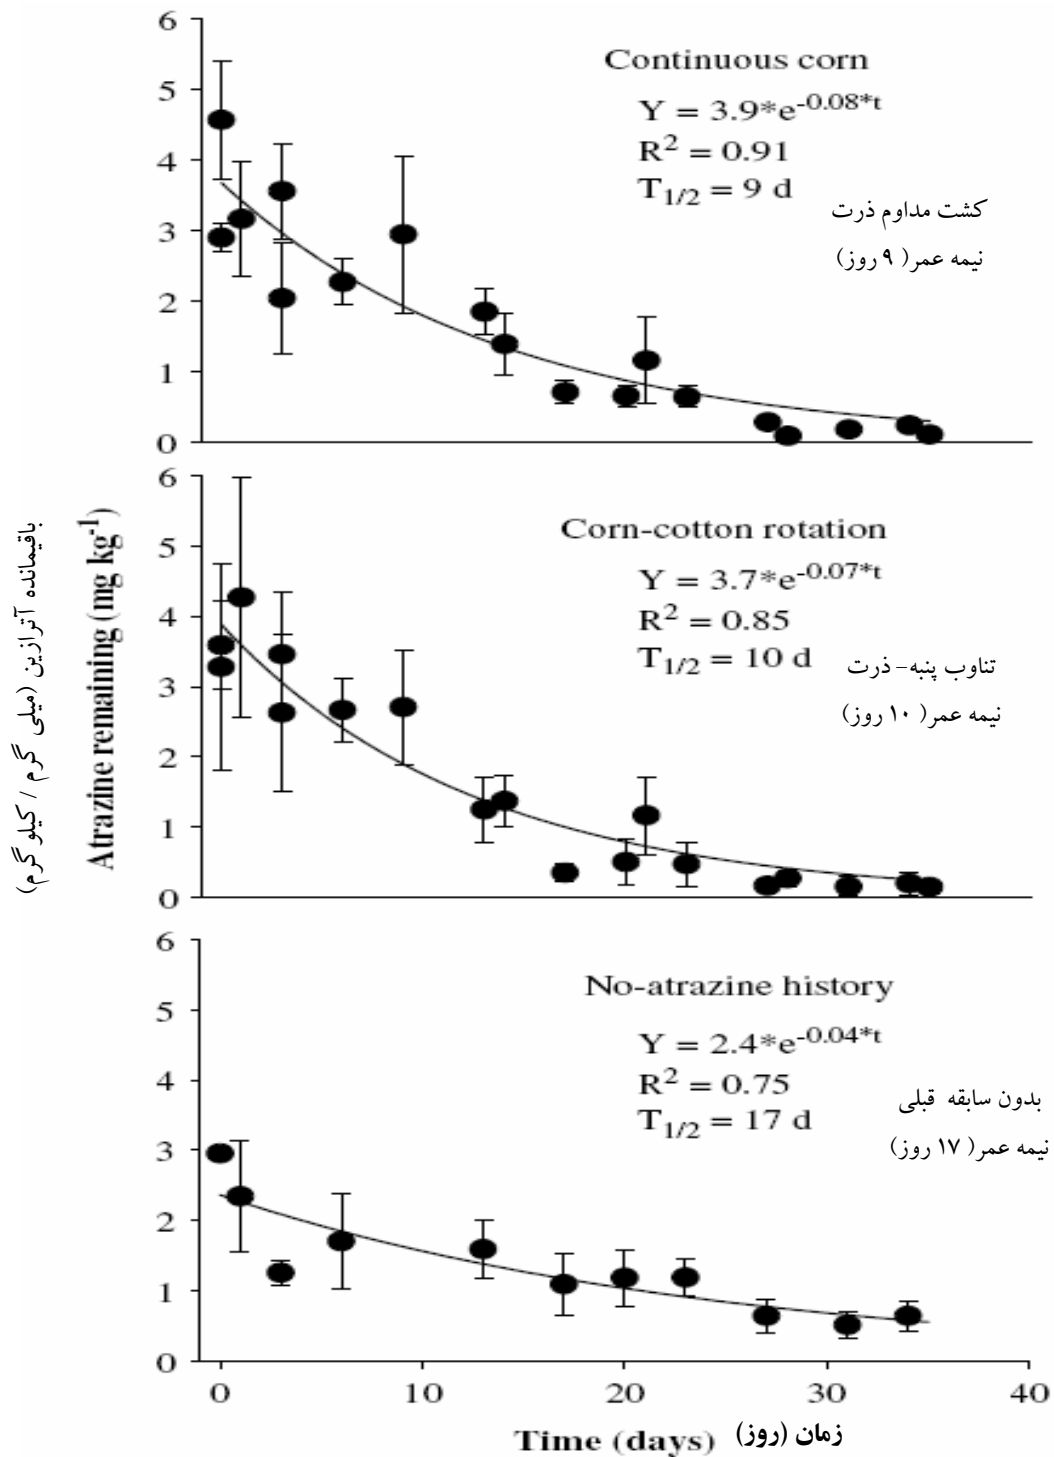 باقیمانده آترازین (میلی گرم / کیلو گرم)
Atrazine remaining (mg kg⁻¹)
6
5
4
3
2
1
0
Continuous corn
Y = 3.9*e⁻⁰·⁰⁸*ᵗ
R² = 0.91
T₁/₂ = 9 d
کشت مداوم ذرت
نیمه عمر( ۹ روز)
6
5
4
3
2
1
0
Corn-cotton rotation
Y = 3.7*e⁻⁰·⁰⁷*ᵗ
R² = 0.85
T₁/₂ = 10 d
تناوب پنبه- ذرت
نیمه عمر( ۱۰ روز)
6
5
4
3
2
1
0
No-atrazine history
Y = 2.4*e⁻⁰·⁰⁴*ᵗ
R² = 0.75
T₁/₂ = 17 d
بدون سابقه قبلی
نیمه عمر( ۱۷ روز)
0 10 20 30 40
Time (days) زمان (روز)